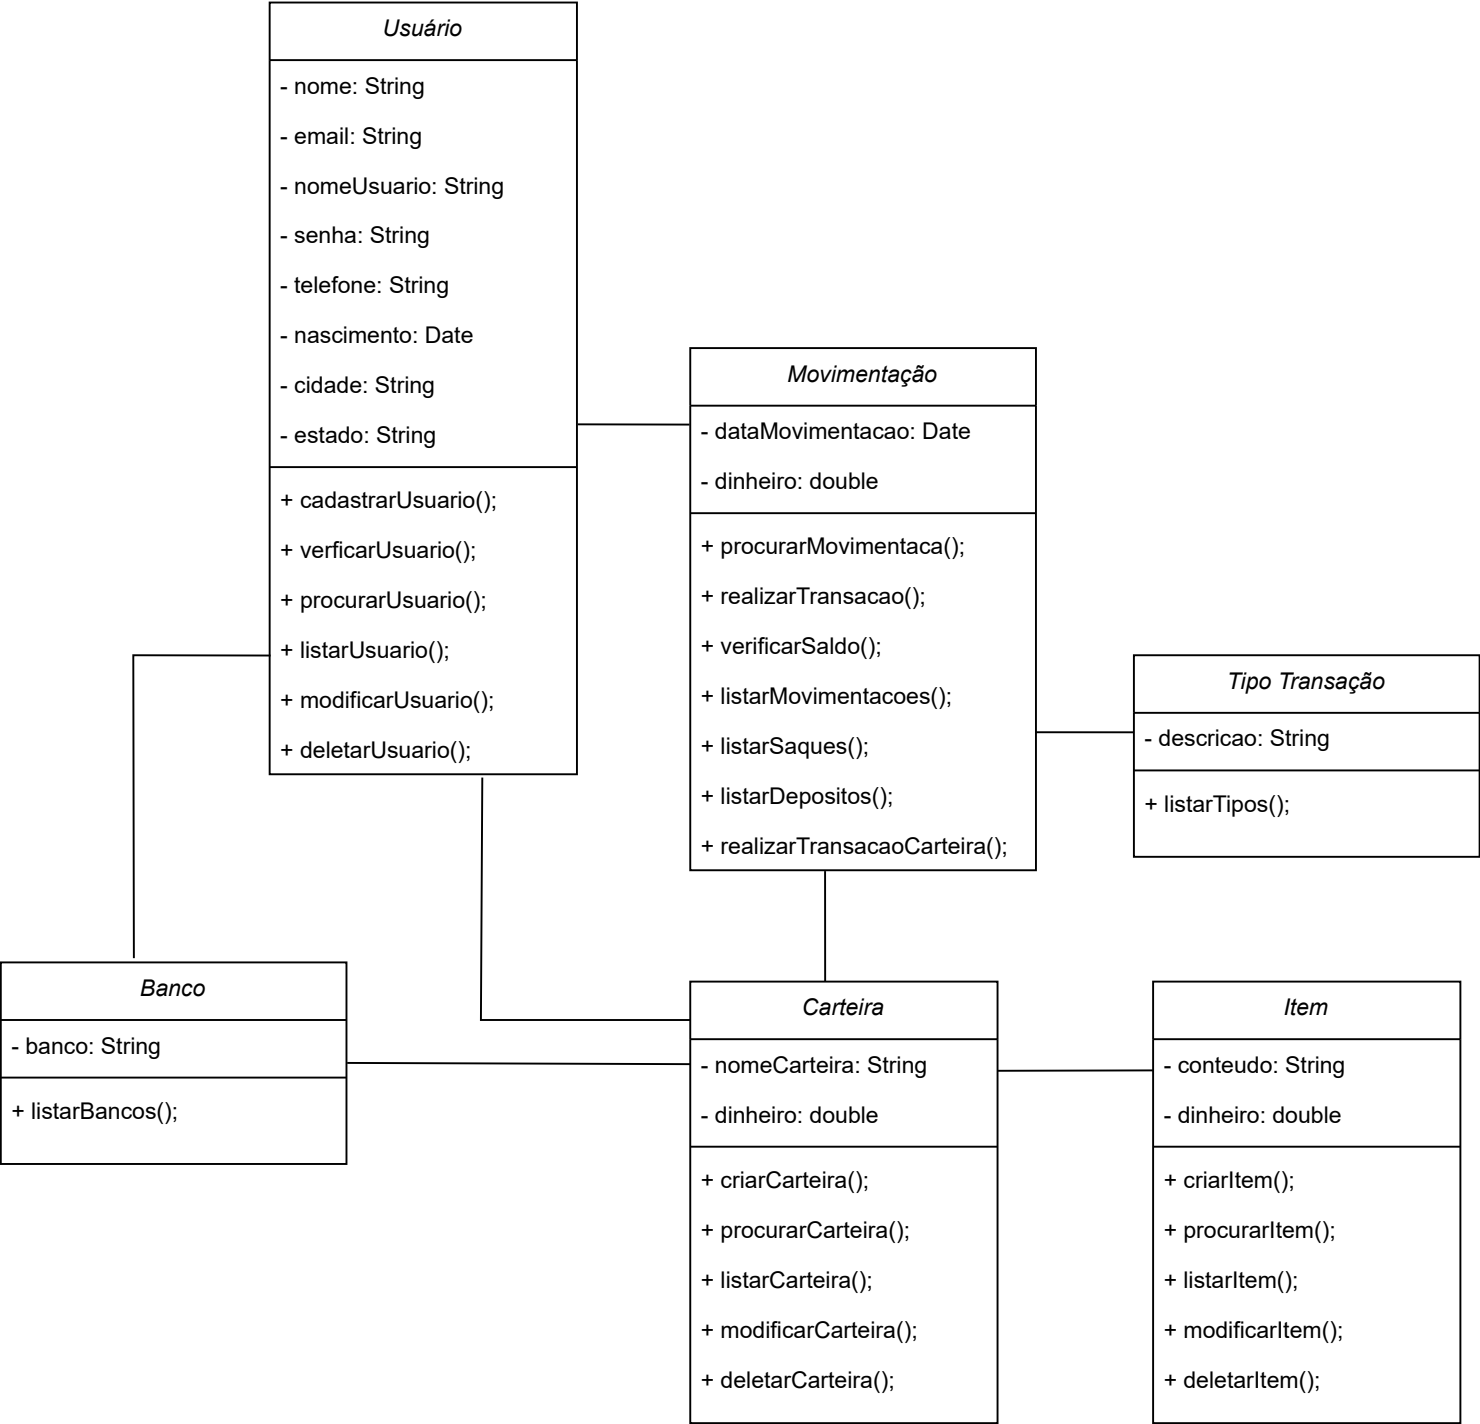 Usuário
- nome: String
- email: String
- nomeUsuario: String
- senha: String
- telefone: String
- nascimento: Date
- cidade: String
- estado: String
+ cadastrarUsuario();
+ verficarUsuario();
+ procurarUsuario();
+ listarUsuario();
+ modificarUsuario();
+ deletarUsuario();
Movimentação
- dataMovimentacao: Date
- dinheiro: double
+ procurarMovimentaca();
+ realizarTransacao();
+ verificarSaldo();
+ listarMovimentacoes();
+ listarSaques();
+ listarDepositos();
+ realizarTransacaoCarteira();
Tipo Transação
- descricao: String
+ listarTipos();
Banco
- banco: String
+ listarBancos();
Carteira
- nomeCarteira: String
- dinheiro: double
+ criarCarteira();
+ procurarCarteira();
+ listarCarteira();
+ modificarCarteira();
+ deletarCarteira();
Item
- conteudo: String
- dinheiro: double
+ criarItem();
+ procurarItem();
+ listarItem();
+ modificarItem();
+ deletarItem();